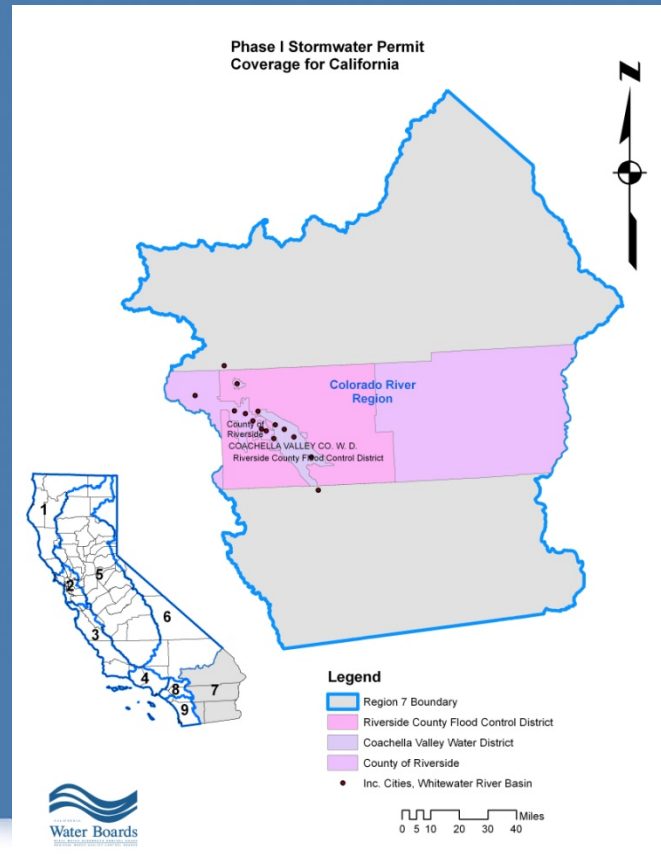 Phase I Stormwater Permit
Coverage for California
N
Colorado River
Region
County of
Riverside
COACHELLA VALLEY CO. W. D.
Riverside County Flood Control District
1
2
3
4
5
6
7
8
9
Legend
Region 7 Boundary
Riverside County Flood Control District
Coachella Valley Water District
County of Riverside
Inc. Cities, Whitewater River Basin
Miles
0 5 10 20 30 40
CALIFORNIA
Water Boards